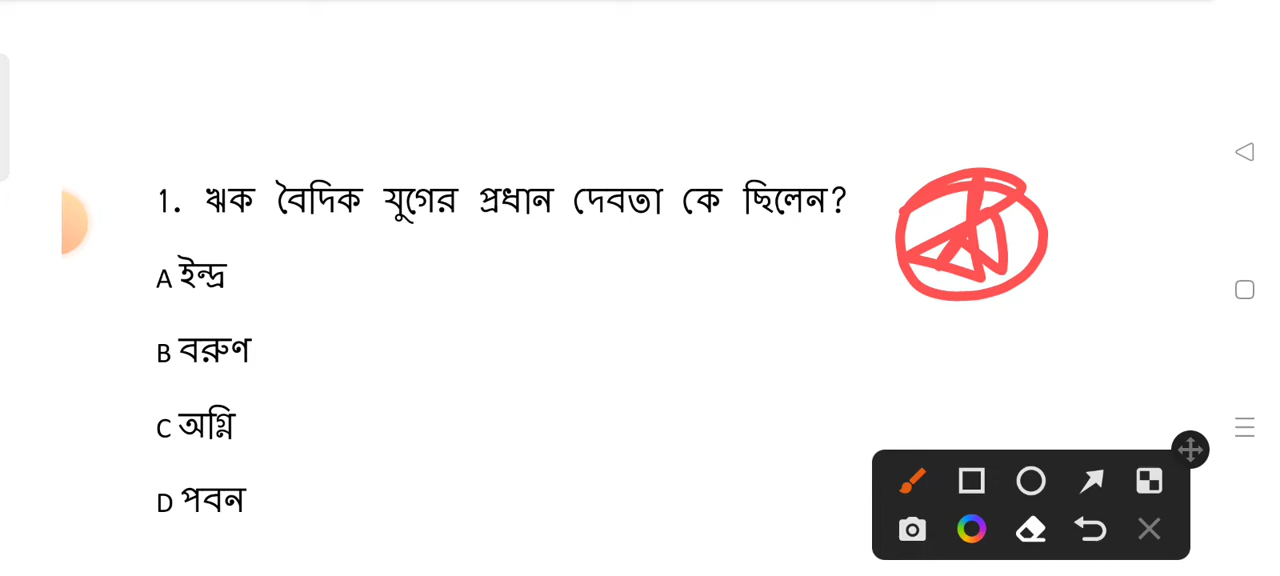 1. ঋক বৈদিক যুগের প্রধান দেবতা কে ছিলেন?
A ইন্দ্র
B বরুণ
C অগ্নি
D পবন